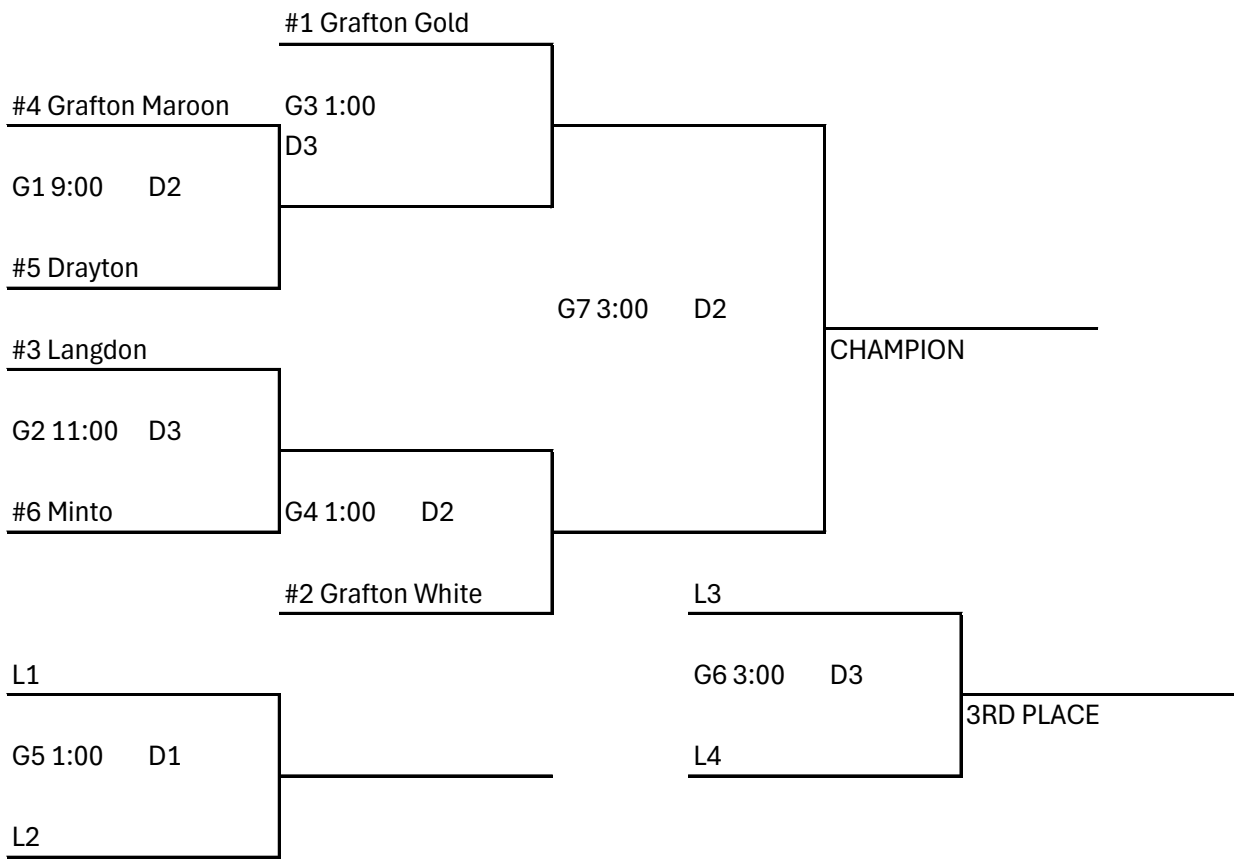 #1 Grafton Gold
#4 Grafton Maroon
G3 1:00
D3
G1 9:00 D2
#5 Drayton
G7 3:00 D2
#3 Langdon
CHAMPION
G2 11:00 D3
#6 Minto
G4 1:00 D2
#2 Grafton White
L3
L1
G6 3:00 D3
3RD PLACE
G5 1:00 D1
L4
L2